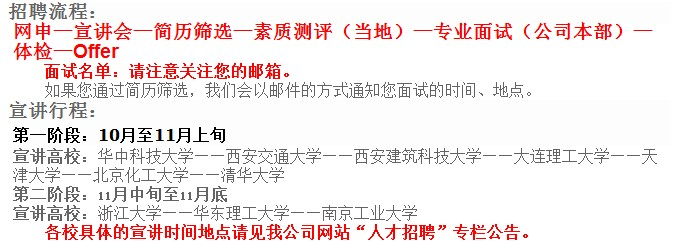 招聘流程：
网申—宣讲会—简历筛选—素质测评（当地）—专业面试（公司本部）—
体检—Offer
面试名单：请注意关注您的邮箱。
如果您通过简历筛选，我们会以邮件的方式通知您面试的时间、地点。
宣讲行程：
第一阶段：10月至11月上旬
宣讲高校：华中科技大学——西安交通大学——西安建筑科技大学——大连理工大学——天
津大学——北京化工大学——清华大学
第二阶段：11月中旬至11月底
宣讲高校：浙江大学——华东理工大学——南京工业大学
各校具体的宣讲时间地点请见我公司网站“人才招聘”专栏公告。